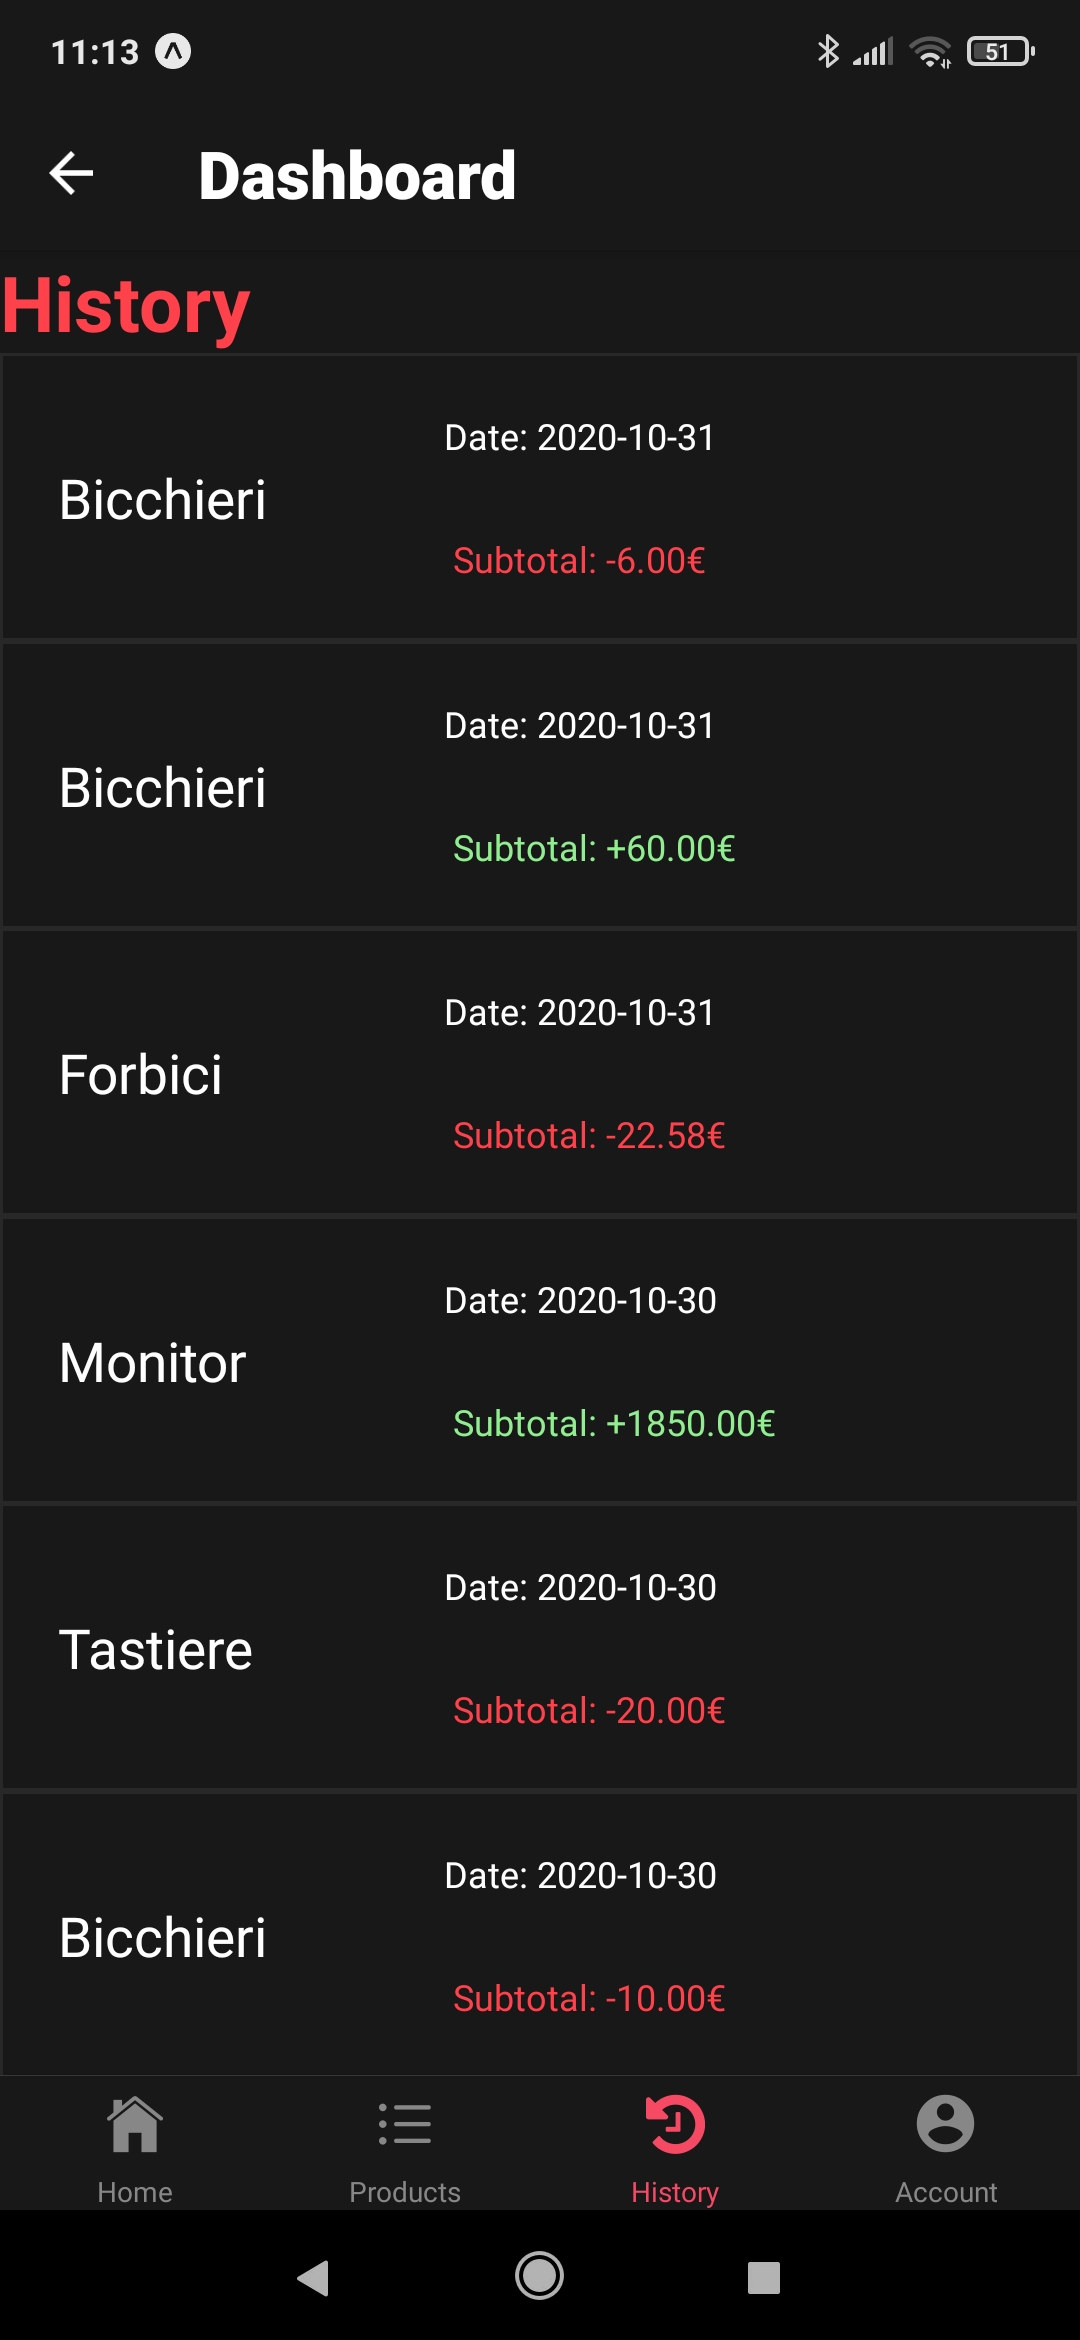 11:13
51
Dashboard
History
Date: 2020-10-31
Bicchieri
Subtotal: -6.00€
Date: 2020-10-31
Bicchieri
Subtotal: +60.00€
Date: 2020-10-31
Forbici
Subtotal: -22.58€
Date: 2020-10-30
Monitor
Subtotal: +1850.00€
Date: 2020-10-30
Tastiere
Subtotal: -20.00€
Date: 2020-10-30
Bicchieri
Subtotal: -10.00€
Home Products History Account